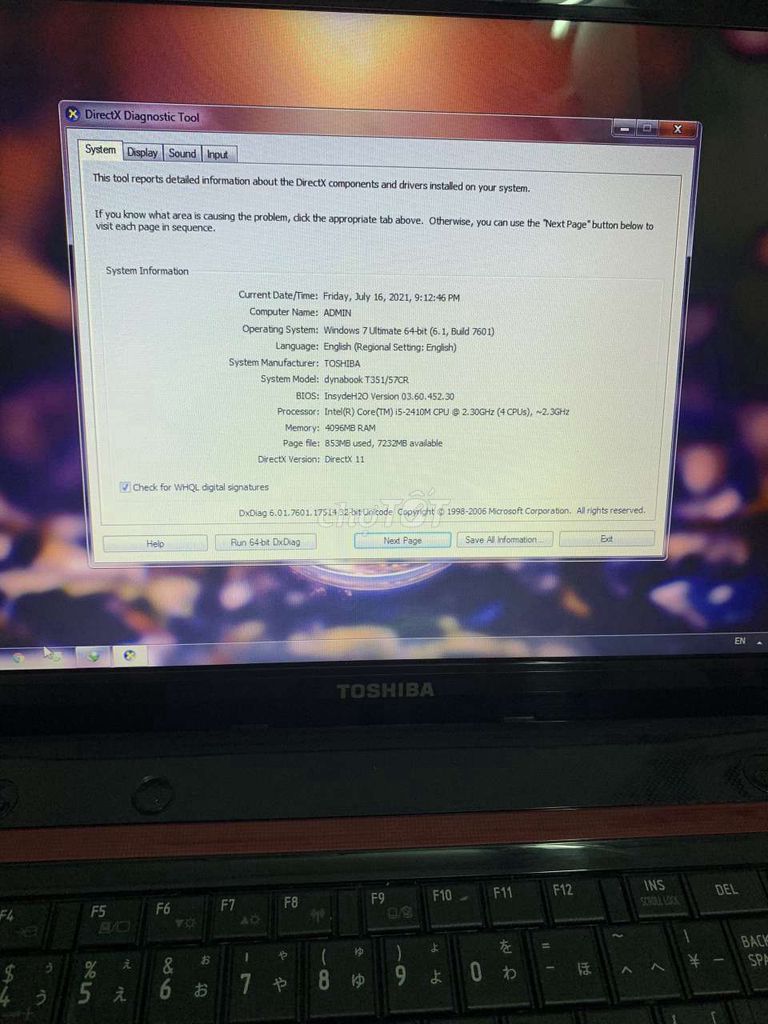 DirectX Diagnostic Tool
System Display Sound Input
This tool reports detailed information about the DirectX components and drivers installed on your system.
If you know what area is causing the problem, click the appropriate tab above. Otherwise, you can use the "Next Page" button below to
visit each page in sequence.
System Information
Current Date/Time: Friday, July 16, 2021, 9:12:46 PM
Computer Name: ADMIN
Operating System: Windows 7 Ultimate 64-bit (6.1, Build 7601)
Language: English (Regional Setting: English)
System Manufacturer: TOSHIBA
System Model: dynabook T351/57CR
BIOS: InsydeH2O Version 03.60.452.30
Processor: Intel(R) Core(TM) i5-2410M CPU @ 2.30GHz (4 CPUs), ~2.3GHz
Memory: 4096MB RAM
Page file: 853MB used, 7232MB available
DirectX Version: DirectX 11
Check for WHQL digital signatures
chợTỐT
DxDiag 6.01.7601.17514 32-bit Unicode Copyright © 1998-2006 Microsoft Corporation. All rights reserved.
Help Run 64-bit DxDiag Next Page Save All Information... Exit
EN
TOSHIBA
F4 F5 F6 F7 F8 F9 F10 F11 F12 INS DEL
SCROLL LOCK
$ ぅ % ぇ & ぉ ' ゃ ( ゅ ) ょ を = ~ | BACK
4 う 5 え 6 お 7 や 8 ゆ 9 よ 0 わ - ほ ^ へ ¥ ー SPA